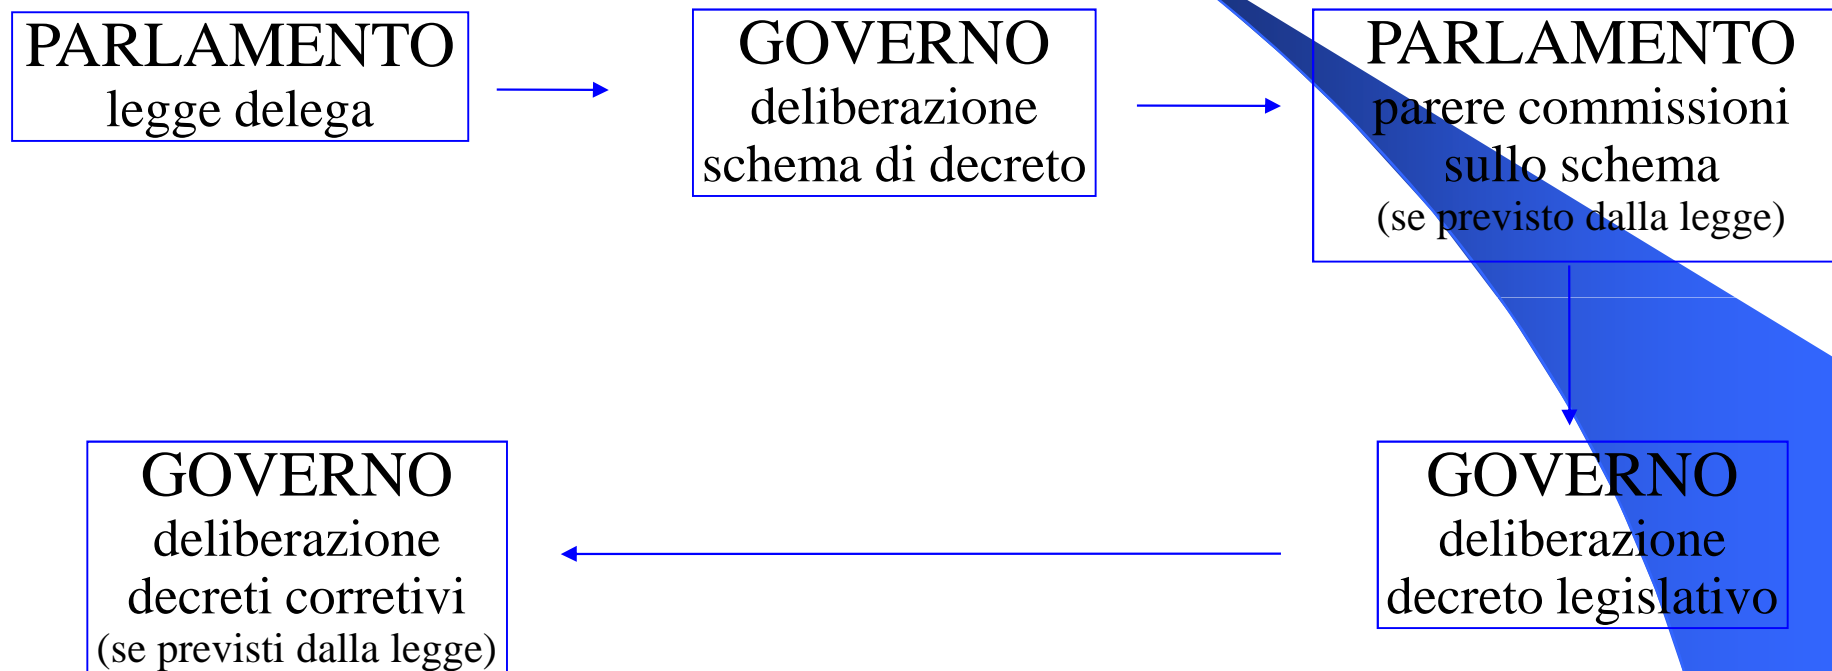 PARLAMENTO
legge delega
GOVERNO
deliberazione
schema di decreto
PARLAMENTO
parere commissioni
sullo schema
(se previsto dalla legge)
GOVERNO
deliberazione
decreto legislativo
GOVERNO
deliberazione
decreti corretivi
(se previsti dalla legge)